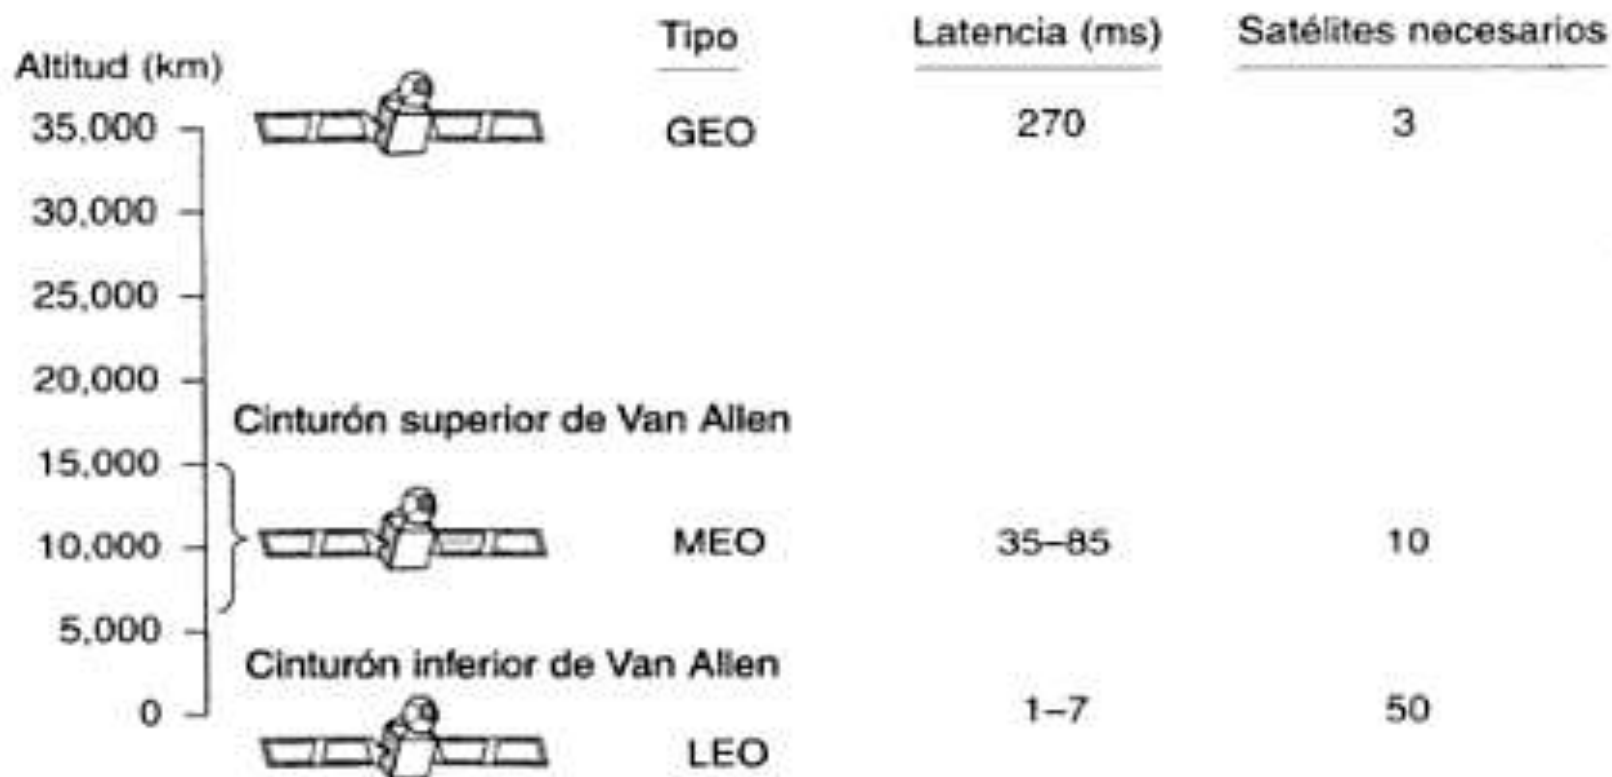 Tipo Latencia (ms) Satélites necesarios
Altitud (km)
35,000 GEO 270 3
30,000
25,000
20,000
Cinturón superior de Van Allen
15,000
10,000 MEO 35–85 10
5,000
Cinturón inferior de Van Allen
0 1–7 50
LEO